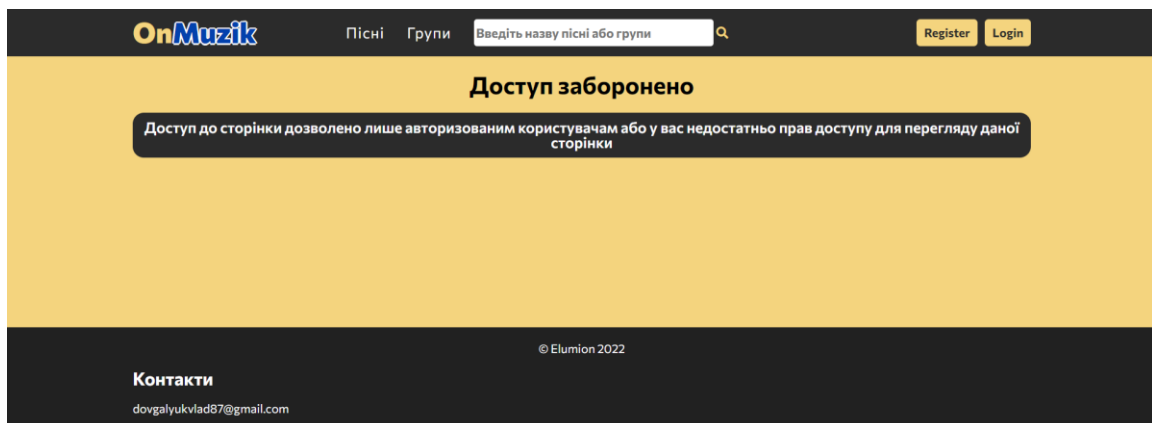 OnMuzik
Пісні Групи Введіть назву пісні або групи Register Login
Доступ заборонено
Доступ до сторінки дозволено лише авторизованим користувачам або у вас недостатньо прав доступу для перегляду даної
сторінки
© Elumion 2022
Контакти
dovgalyukvlad87@gmail.com